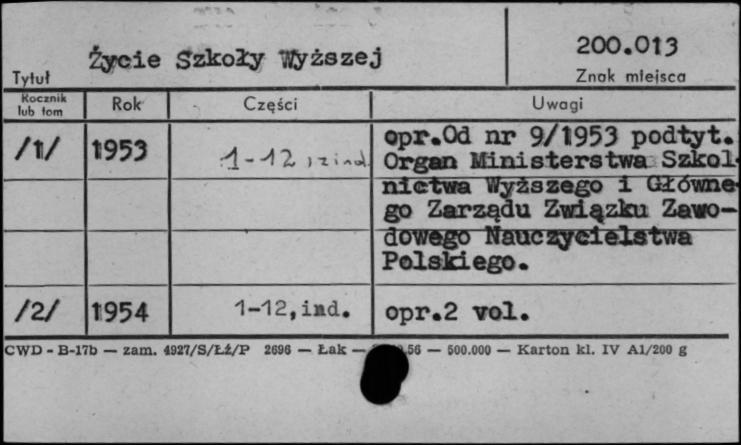 Życie Szkoły Wyższej
200.013
Tytuł
Znak miejsca
Rocznik lub tom
Rok
Części
Uwagi
/1/ 1953 1-12, z ind. opr.Od nr 9/1953 podtyt.
Organ Ministerstwa Szkol-
nictwa Wyższego i Główne-
go Zarządu Związku Zawo-
dowego Nauczycielstwa
Polskiego.
/2/ 1954 1-12,ind. opr.2 vol.
CWD - B-17b — zam. 4927/S/Łż/P 2696 — Łak — 56 — 500.000 — Karton kl. IV A1/200 g